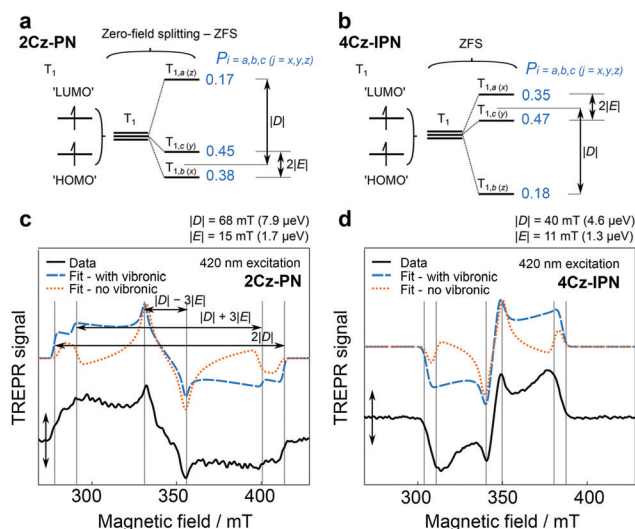 a
2Cz-PN
Zero-field splitting – ZFS
P i = a,b,c (j = x,y,z)
T1
'LUMO'
'HOMO'
T1
T1,a (z) 0.17
T1,c (y) 0.45
T1,b (x) 0.38
|D|
2|E|
b
4Cz-IPN
ZFS
P i = a,b,c (j = x,y,z)
T1
'LUMO'
'HOMO'
T1
T1,a (x) 0.35
T1,c (y) 0.47
T1,b (z) 0.18
2|E|
|D|
c
|D| = 68 mT (7.9 µeV)
|E| = 15 mT (1.7 µeV)
Data
420 nm excitation
Fit - with vibronic
2Cz-PN
Fit - no vibronic
|D| − 3|E|
|D| + 3|E|
2|D|
TREPR signal
300
350
400
Magnetic field / mT
d
|D| = 40 mT (4.6 µeV)
|E| = 11 mT (1.3 µeV)
Data
420 nm excitation
Fit - with vibronic
4Cz-IPN
Fit - no vibronic
TREPR signal
300
350
400
Magnetic field / mT